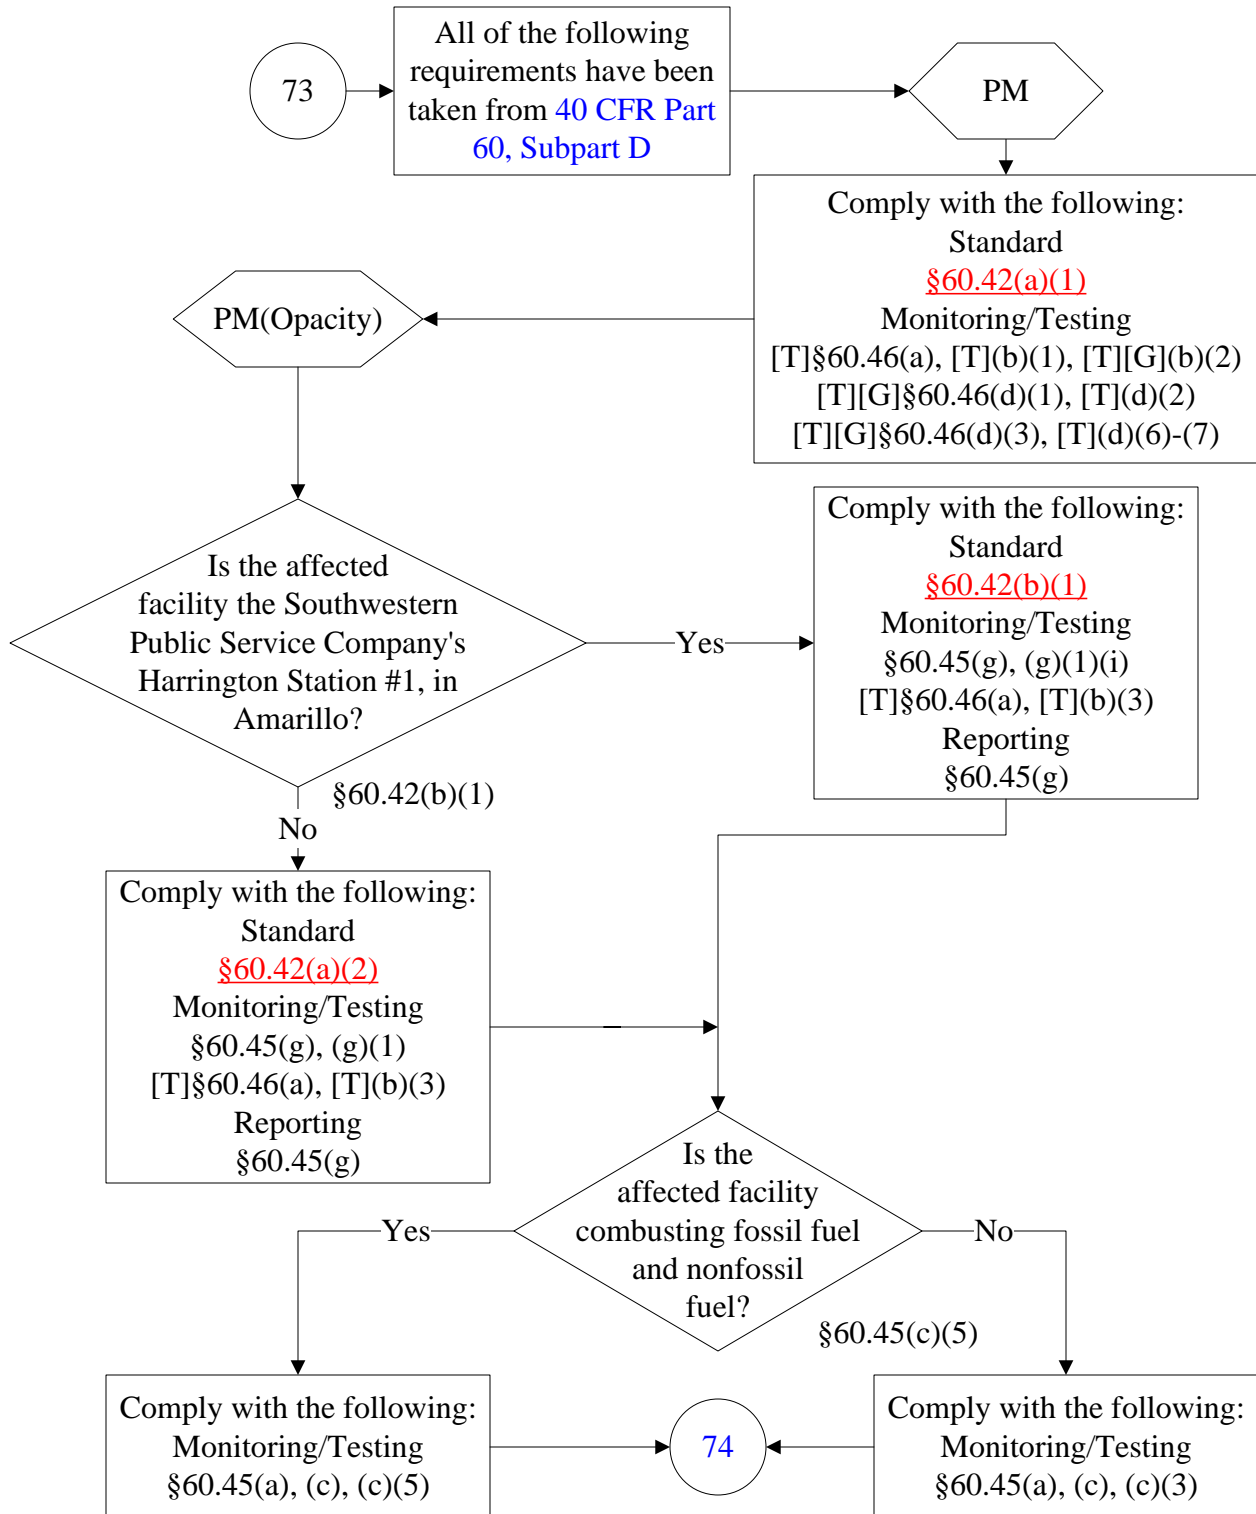 73
All of the following
requirements have been
taken from 40 CFR Part
60, Subpart D
PM
Comply with the following:
Standard
§60.42(a)(1)
Monitoring/Testing
[T]§60.46(a), [T](b)(1), [T][G](b)(2)
[T][G]§60.46(d)(1), [T](d)(2)
[T][G]§60.46(d)(3), [T](d)(6)-(7)
PM(Opacity)
Is the affected
facility the Southwestern
Public Service Company's
Harrington Station #1, in
Amarillo?
§60.42(b)(1)
Yes
Comply with the following:
Standard
§60.42(b)(1)
Monitoring/Testing
§60.45(g), (g)(1)(i)
[T]§60.46(a), [T](b)(3)
Reporting
§60.45(g)
No
Comply with the following:
Standard
§60.42(a)(2)
Monitoring/Testing
§60.45(g), (g)(1)
[T]§60.46(a), [T](b)(3)
Reporting
§60.45(g)
Is the
affected facility
combusting fossil fuel
and nonfossil
fuel?
§60.45(c)(5)
Yes
No
Comply with the following:
Monitoring/Testing
§60.45(a), (c), (c)(5)
74
Comply with the following:
Monitoring/Testing
§60.45(a), (c), (c)(3)